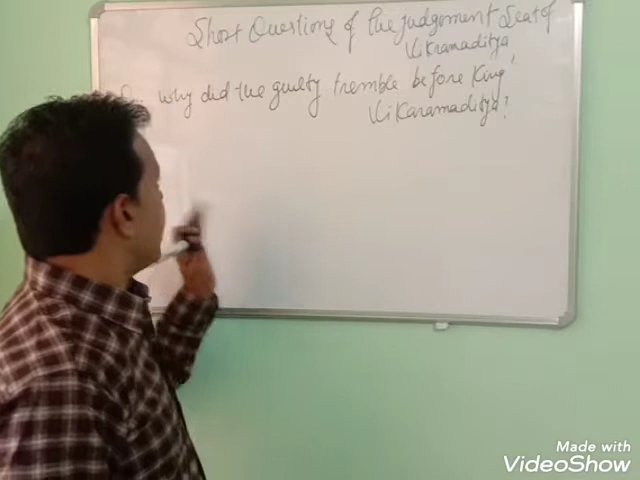 Short Questions of the judgement Seat of
Vikramaditya
why did the guilty tremble before King
Vikaramaditya?
Made with
VideoShow